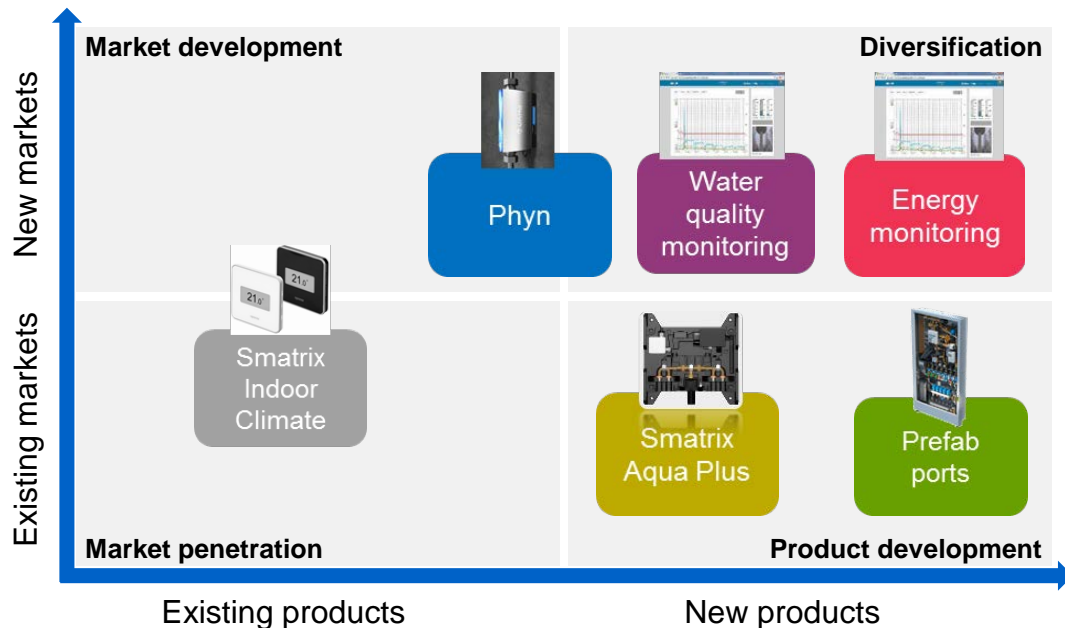 Market development
Diversification
New markets
Phyn
Water
quality
monitoring
Energy
monitoring
21.0°
21.0°
Existing markets
Smatrix
Indoor
Climate
Smatrix
Aqua Plus
Prefab
ports
Market penetration
Product development
Existing products
New products